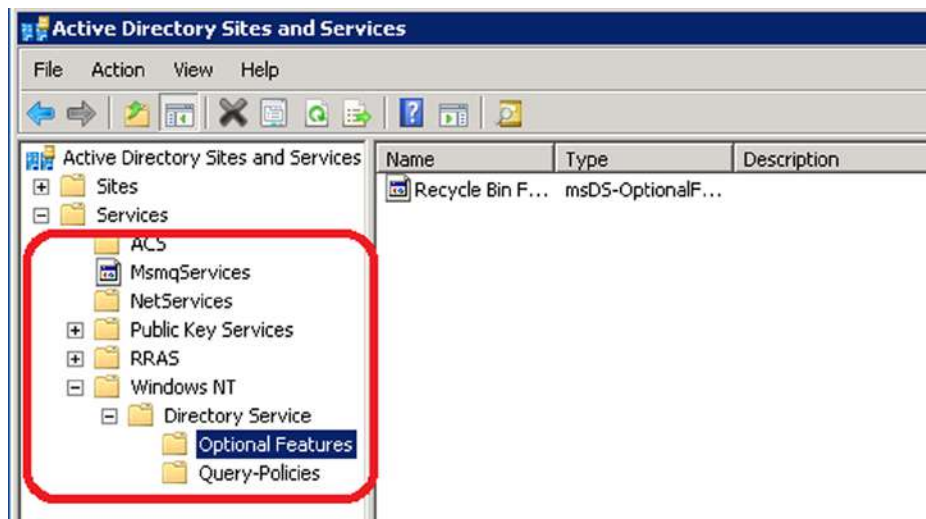 Active Directory Sites and Services
File Action View Help
Active Directory Sites and Services
Sites
Services
ACS
MsmqServices
NetServices
Public Key Services
RRAS
Windows NT
Directory Service
Optional Features
Query-Policies
Name Type Description
Recycle Bin F... msDS-OptionalF...